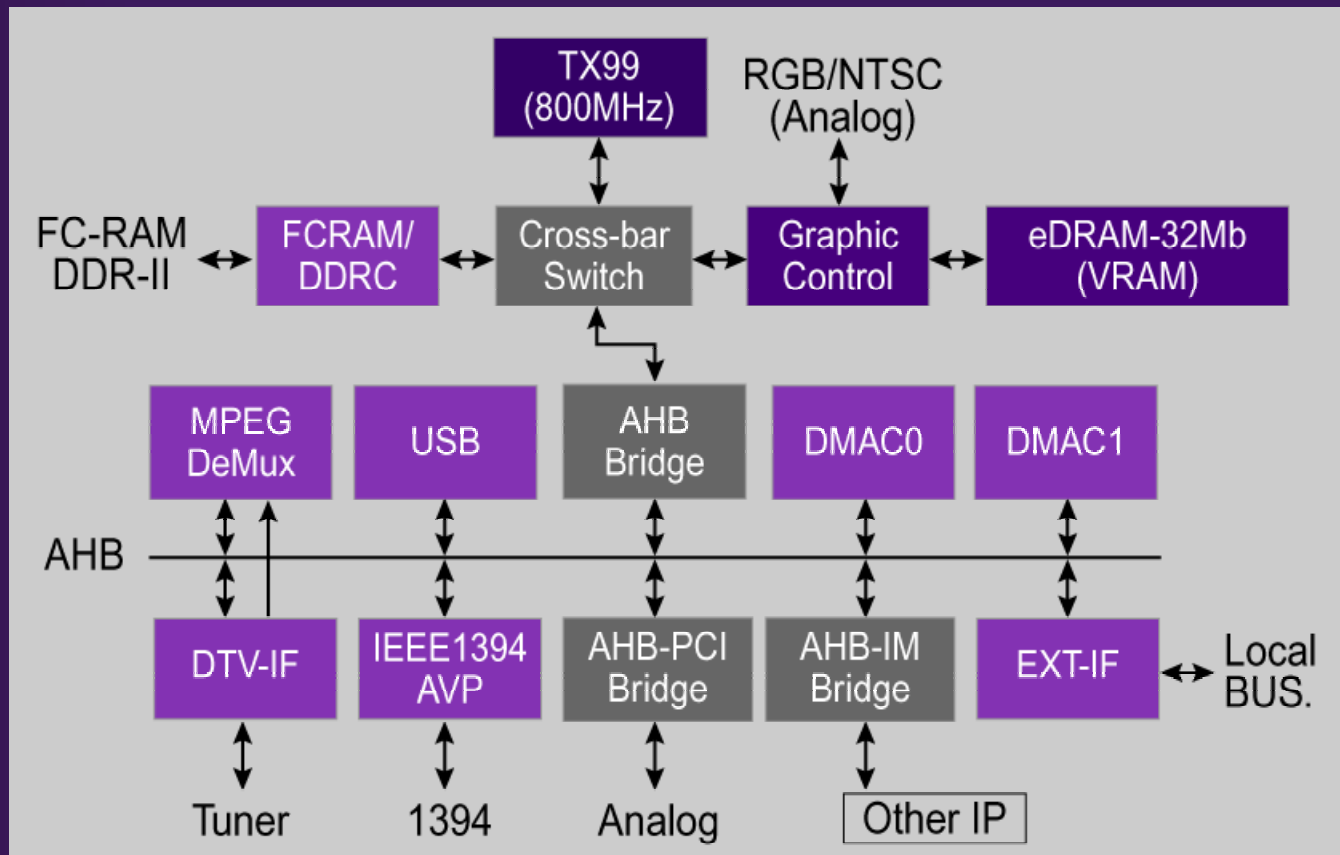 TX99
(800MHz)
RGB/NTSC
(Analog)
FC-RAM
DDR-II
FCRAM/
DDRC
Cross-bar
Switch
Graphic
Control
eDRAM-32Mb
(VRAM)
MPEG
DeMux
USB
AHB
Bridge
DMAC0
DMAC1
AHB
DTV-IF
IEEE1394
AVP
AHB-PCI
Bridge
AHB-IM
Bridge
EXT-IF
Local
BUS.
Tuner
1394
Analog
Other IP